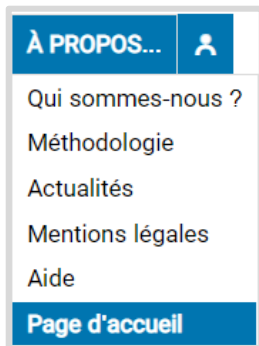 À PROPOS...
Qui sommes-nous ?
Méthodologie
Actualités
Mentions légales
Aide
Page d'accueil